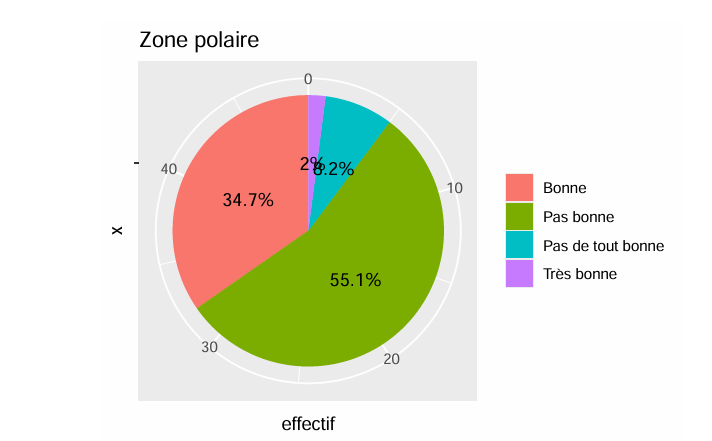 Zone polaire
0
10
20
30
40
2%
8.2%
34.7%
55.1%
x
effectif
Bonne
Pas bonne
Pas de tout bonne
Très bonne